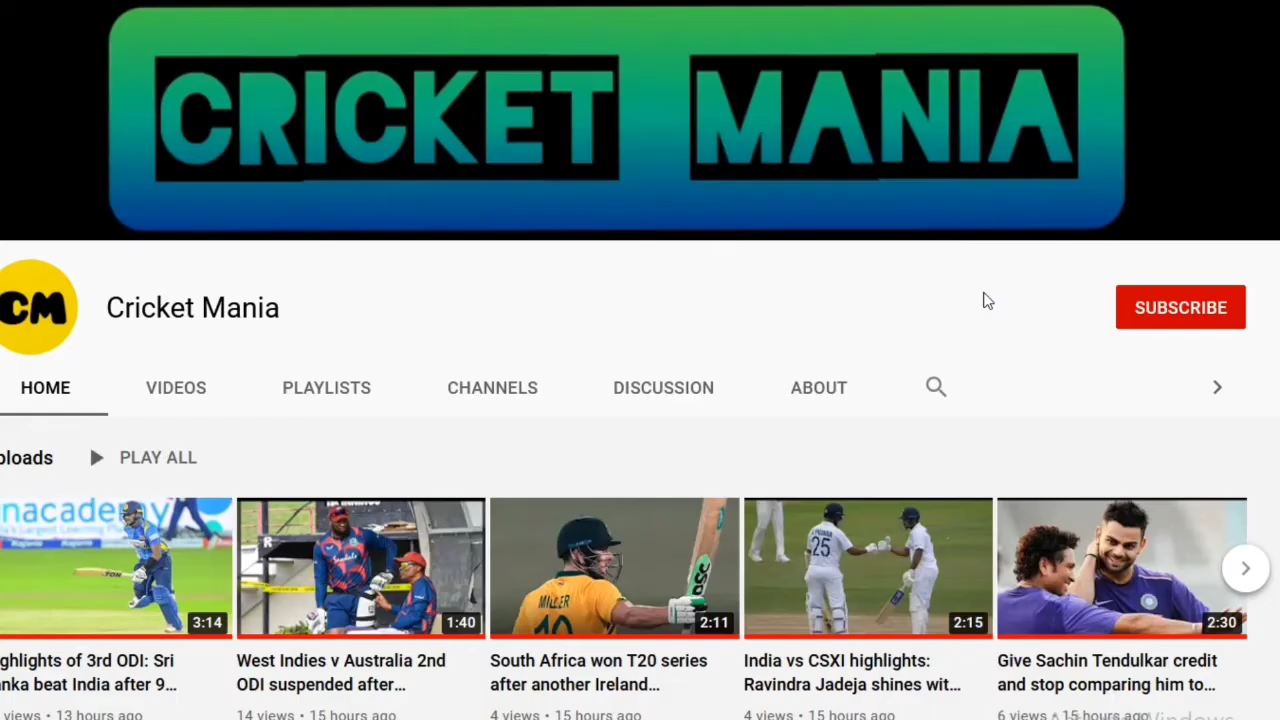 CRICKET MANIA
CM
Cricket Mania
SUBSCRIBE
HOME VIDEOS PLAYLISTS CHANNELS DISCUSSION ABOUT
ploads PLAY ALL
nacademy
TON
25
MILLER
10
3:14 1:40 2:11 2:15 2:30
ghlights of 3rd ODI: Sri
nka beat India after 9...
West Indies v Australia 2nd
ODI suspended after...
South Africa won T20 series
after another Ireland...
India vs CSXI highlights:
Ravindra Jadeja shines wit...
Give Sachin Tendulkar credit
and stop comparing him to...
views • 13 hours ago
14 views • 15 hours ago
4 views • 15 hours ago
4 views • 15 hours ago
6 views • 15 hours ago